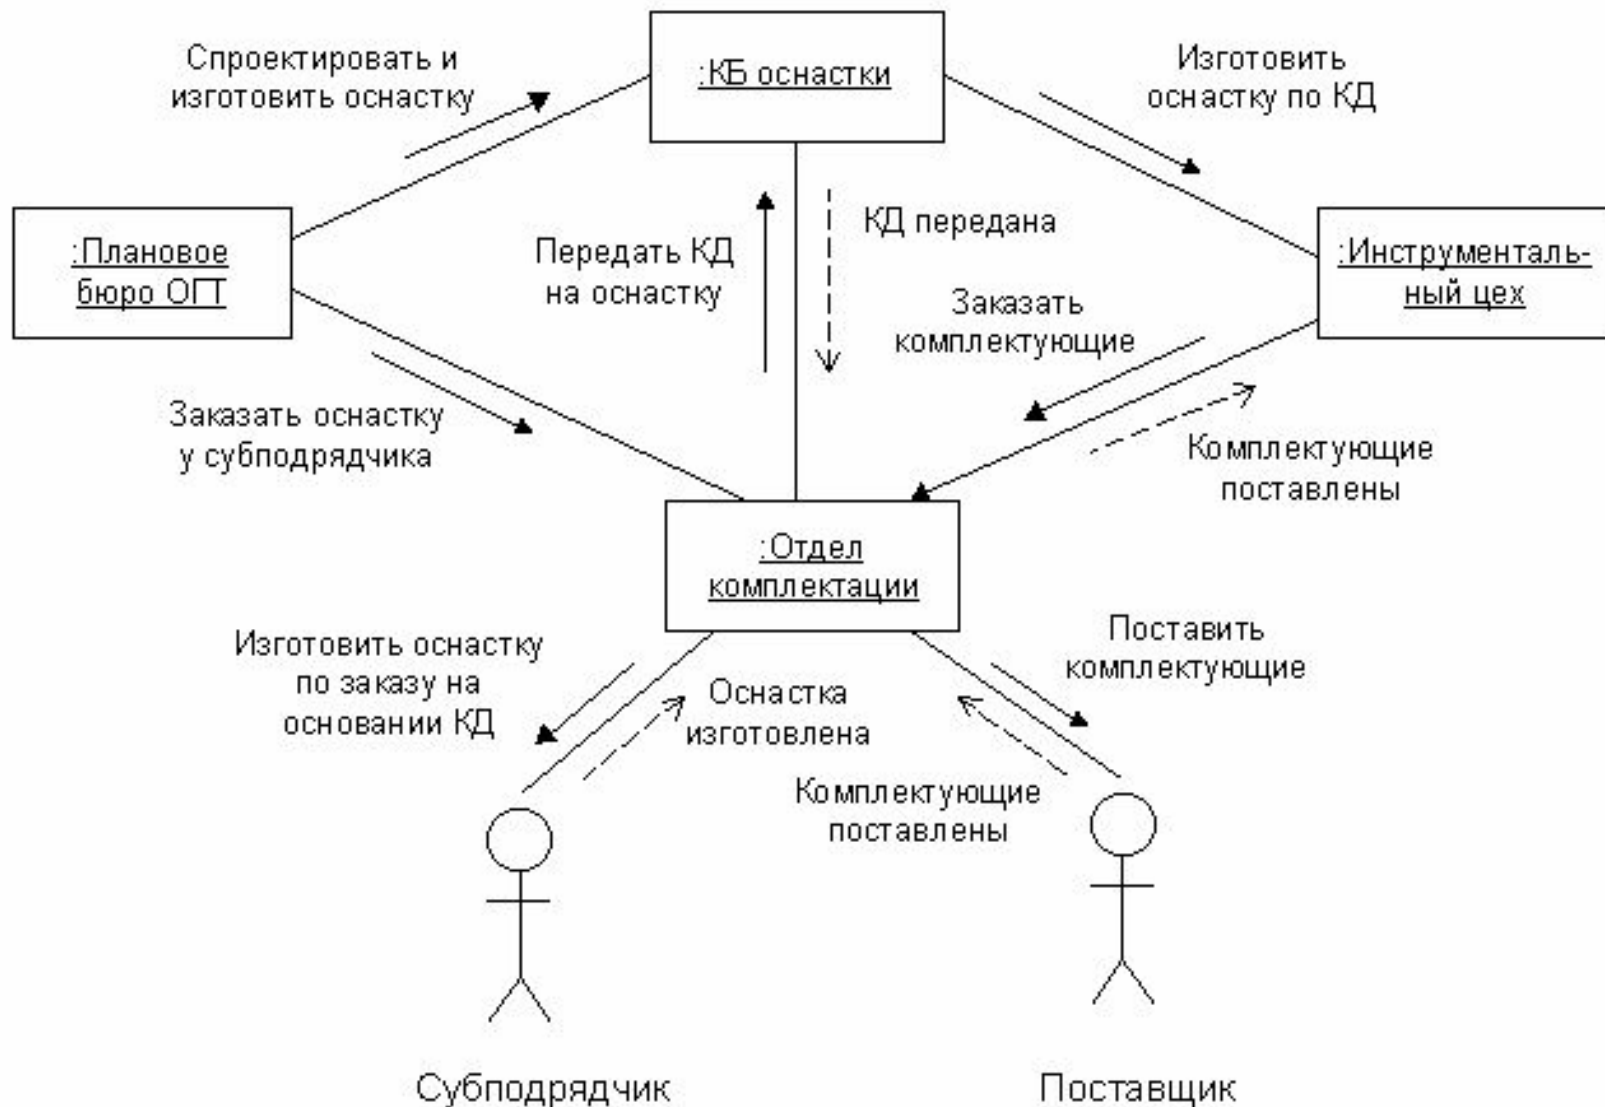 Спроектировать и
изготовить оснастку
:КБ оснастки
Изготовить
оснастку по КД
:Плановое
бюро ОГТ
Передать КД
на оснастку
КД передана
:Инструменталь-
ный цех
Заказать
комплектующие
Заказать оснастку
у субподрядчика
Комплектующие
поставлены
:Отдел
комплектации
Изготовить оснастку
по заказу на
основании КД
Оснастка
изготовлена
Поставить
комплектующие
Комплектующие
поставлены
Субподрядчик
Поставщик